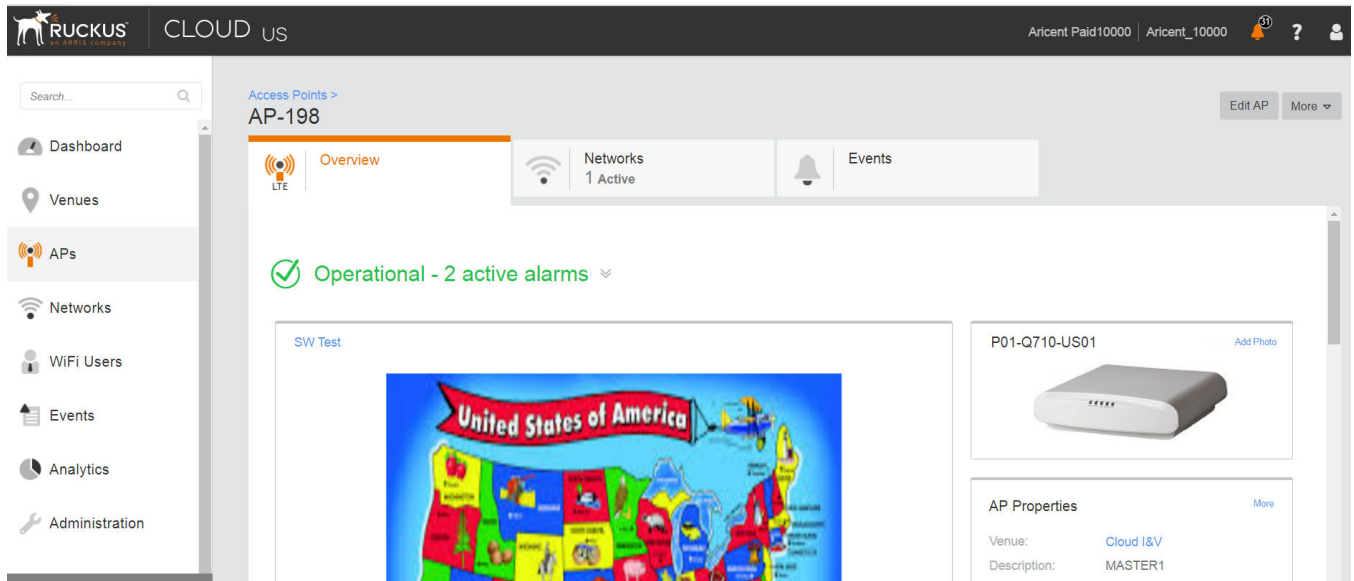 RUCKUS™
an ARRIS company
CLOUD US
Aricent Paid10000 | Aricent_10000
31
?
Search...
Dashboard
Venues
APs
Networks
WiFi Users
Events
Analytics
Administration
Access Points >
AP-198
Edit AP
More
LTE
Overview
Networks
1 Active
Events
Operational - 2 active alarms
SW Test
United States of America
P01-Q710-US01
Add Photo
AP Properties
More
Venue: Cloud I&V
Description: MASTER1